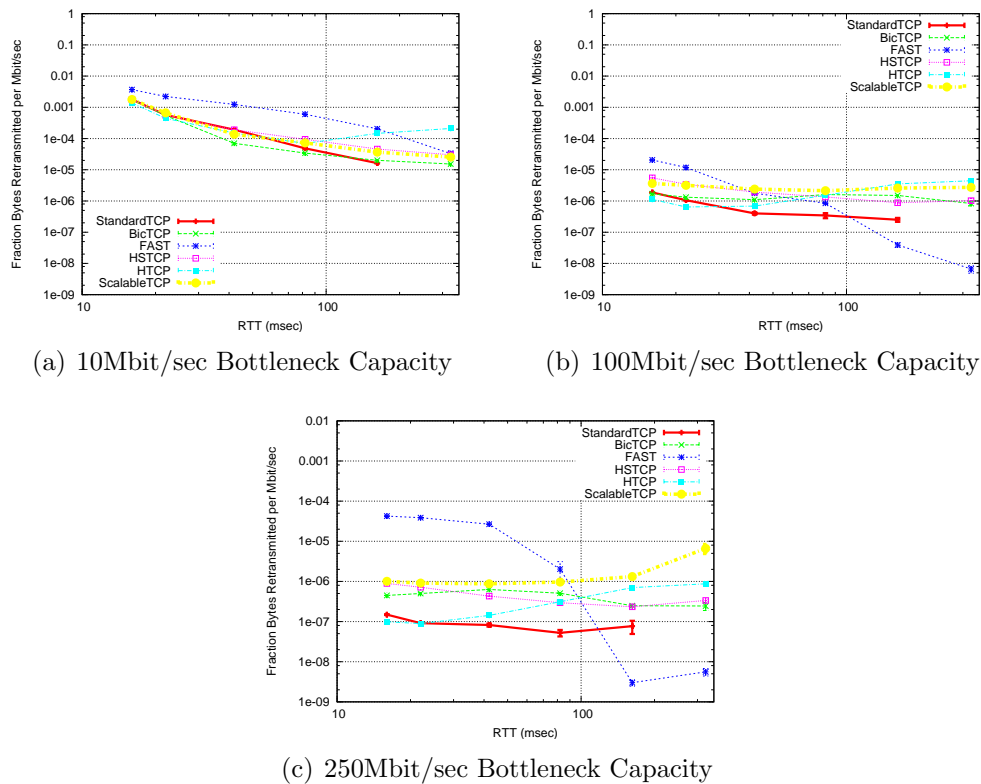 1
0.1
0.01
0.001
1e-04
1e-05
1e-06
1e-07
1e-08
1e-09
Fraction Bytes Retransmitted per Mbit/sec
StandardTCP
BicTCP
FAST
HSTCP
HTCP
ScalableTCP
10
100
RTT (msec)
(a) 10Mbit/sec Bottleneck Capacity
1
0.1
0.01
0.001
1e-04
1e-05
1e-06
1e-07
1e-08
1e-09
Fraction Bytes Retransmitted per Mbit/sec
StandardTCP
BicTCP
FAST
HSTCP
HTCP
ScalableTCP
10
100
RTT (msec)
(b) 100Mbit/sec Bottleneck Capacity
0.01
0.001
1e-04
1e-05
1e-06
1e-07
1e-08
1e-09
Fraction Bytes Retransmitted per Mbit/sec
StandardTCP
BicTCP
FAST
HSTCP
HTCP
ScalableTCP
10
100
RTT (msec)
(c) 250Mbit/sec Bottleneck Capacity